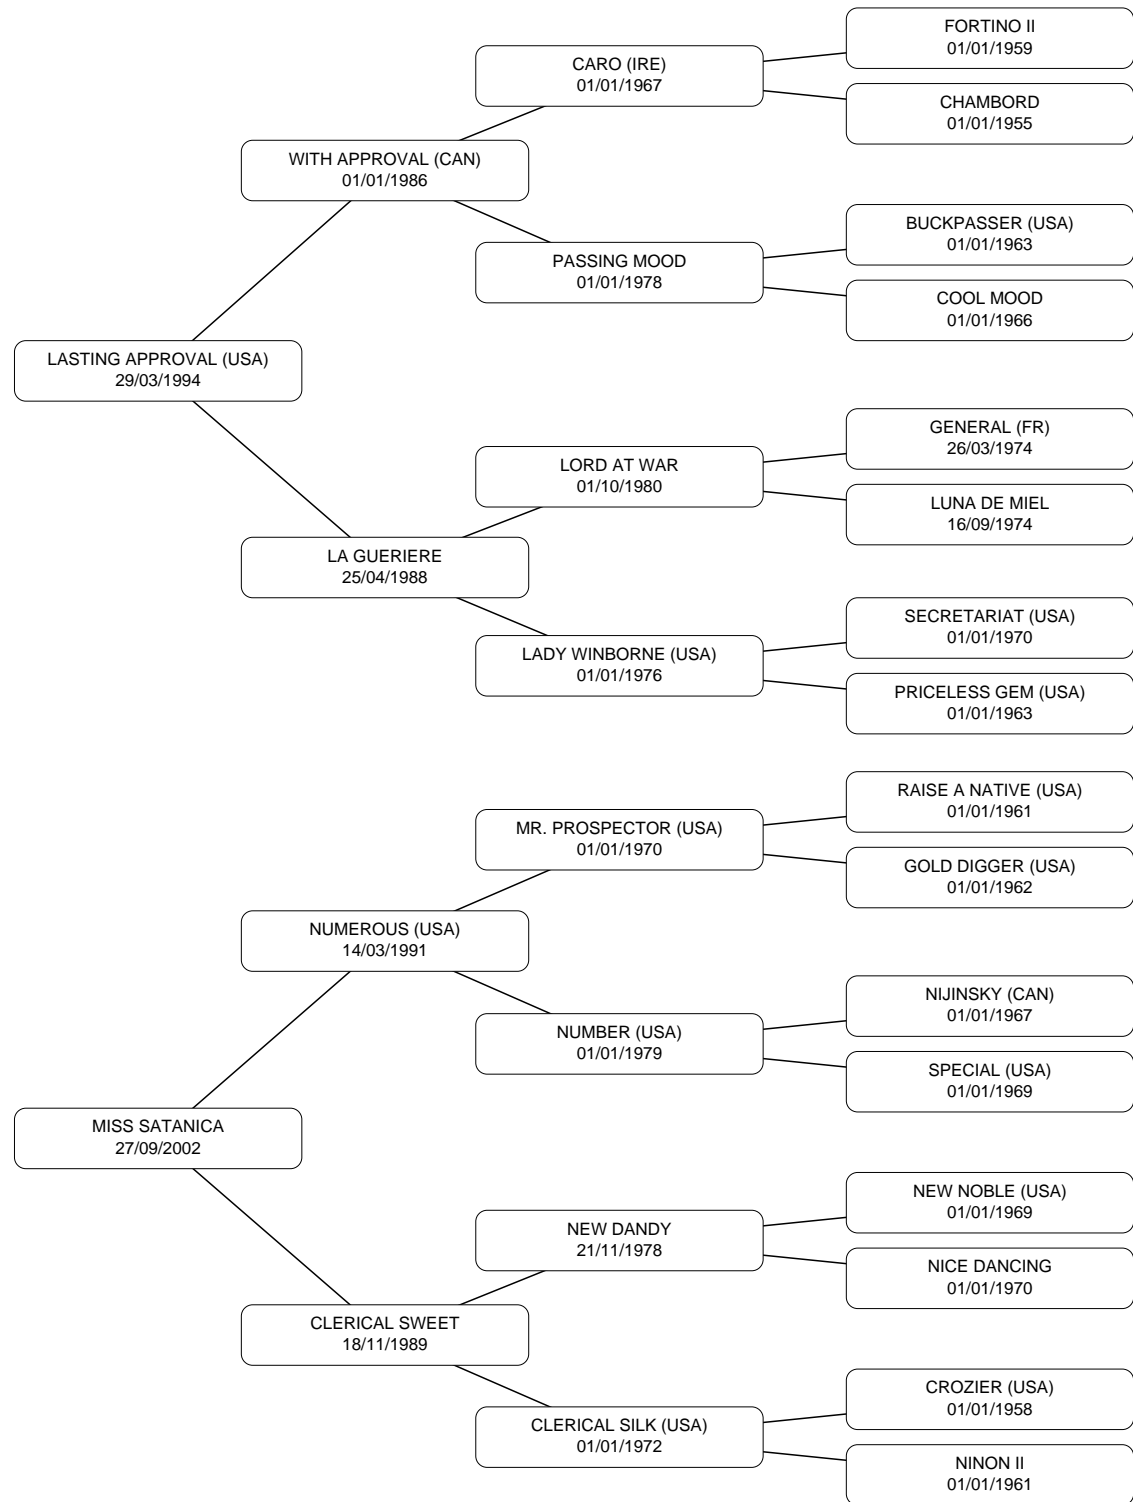 FORTINO II
01/01/1959
CARO (IRE)
01/01/1967
CHAMBORD
01/01/1955
WITH APPROVAL (CAN)
01/01/1986
BUCKPASSER (USA)
01/01/1963
PASSING MOOD
01/01/1978
COOL MOOD
01/01/1966
LASTING APPROVAL (USA)
29/03/1994
GENERAL (FR)
26/03/1974
LORD AT WAR
01/10/1980
LUNA DE MIEL
16/09/1974
LA GUERIERE
25/04/1988
SECRETARIAT (USA)
01/01/1970
LADY WINBORNE (USA)
01/01/1976
PRICELESS GEM (USA)
01/01/1963
RAISE A NATIVE (USA)
01/01/1961
MR. PROSPECTOR (USA)
01/01/1970
GOLD DIGGER (USA)
01/01/1962
NUMEROUS (USA)
14/03/1991
NIJINSKY (CAN)
01/01/1967
NUMBER (USA)
01/01/1979
SPECIAL (USA)
01/01/1969
MISS SATANICA
27/09/2002
NEW NOBLE (USA)
01/01/1969
NEW DANDY
21/11/1978
NICE DANCING
01/01/1970
CLERICAL SWEET
18/11/1989
CROZIER (USA)
01/01/1958
CLERICAL SILK (USA)
01/01/1972
NINON II
01/01/1961